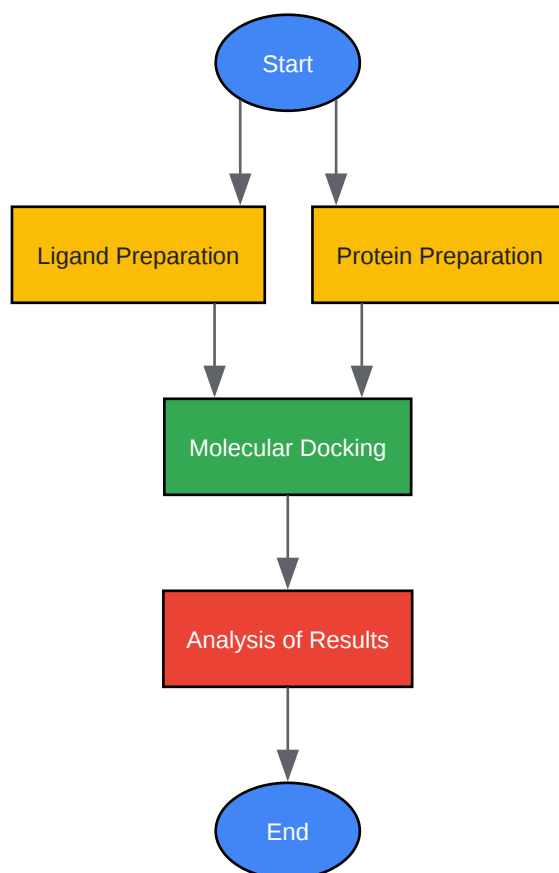 Start
Ligand Preparation
Protein Preparation
Molecular Docking
Analysis of Results
End